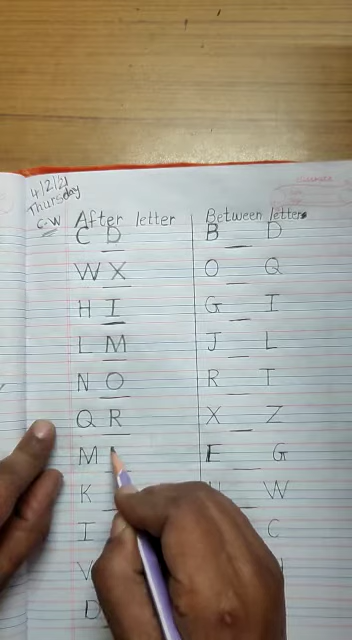 4/2/21
Thursday
C.W
After letter
Between letters
C D
B __ D
W X
O __ Q
H I
G __ I
L M
J __ L
N O
R __ T
Q R
X __ Z
M
E __ G
K
W
I
C
V
D